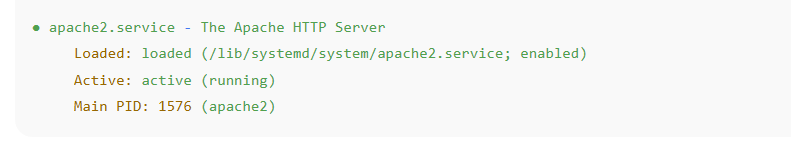 ● apache2.service - The Apache HTTP Server
Loaded: loaded (/lib/systemd/system/apache2.service; enabled)
Active: active (running)
Main PID: 1576 (apache2)